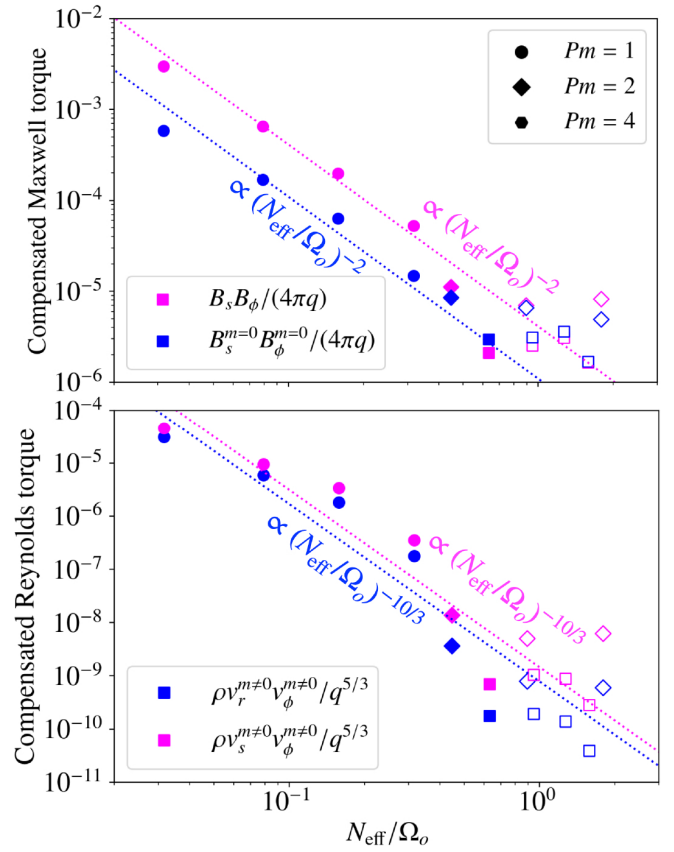 10⁻²
10⁻³
10⁻⁴
10⁻⁵
10⁻⁶
Compensated Maxwell torque
Pm = 1
Pm = 2
Pm = 4
∝ (N_eff/Ω_o)⁻²
∝ (N_eff/Ω_o)⁻²
B_s B_ϕ/(4πq)
B_s^{m=0} B_ϕ^{m=0}/(4πq)
10⁻⁴
10⁻⁵
10⁻⁶
10⁻⁷
10⁻⁸
10⁻⁹
10⁻¹⁰
10⁻¹¹
Compensated Reynolds torque
∝ (N_eff/Ω_o)^{−10/3}
∝ (N_eff/Ω_o)^{−10/3}
ρv_r^{m≠0} v_ϕ^{m≠0}/q^{5/3}
ρv_s^{m≠0} v_ϕ^{m≠0}/q^{5/3}
10⁻¹
10⁰
N_eff/Ω_o